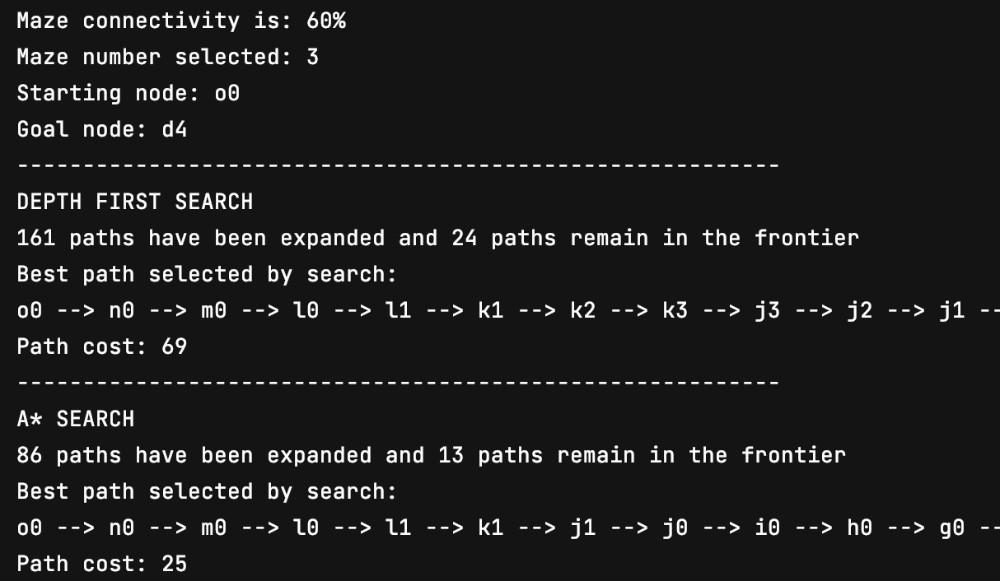 Maze connectivity is: 60%
Maze number selected: 3
Starting node: o0
Goal node: d4
----------------------------------------------------------
DEPTH FIRST SEARCH
161 paths have been expanded and 24 paths remain in the frontier
Best path selected by search:
o0 --> n0 --> m0 --> l0 --> l1 --> k1 --> k2 --> k3 --> j3 --> j2 --> j1 --
Path cost: 69
----------------------------------------------------------
A* SEARCH
86 paths have been expanded and 13 paths remain in the frontier
Best path selected by search:
o0 --> n0 --> m0 --> l0 --> l1 --> k1 --> j1 --> j0 --> i0 --> h0 --> g0 --
Path cost: 25